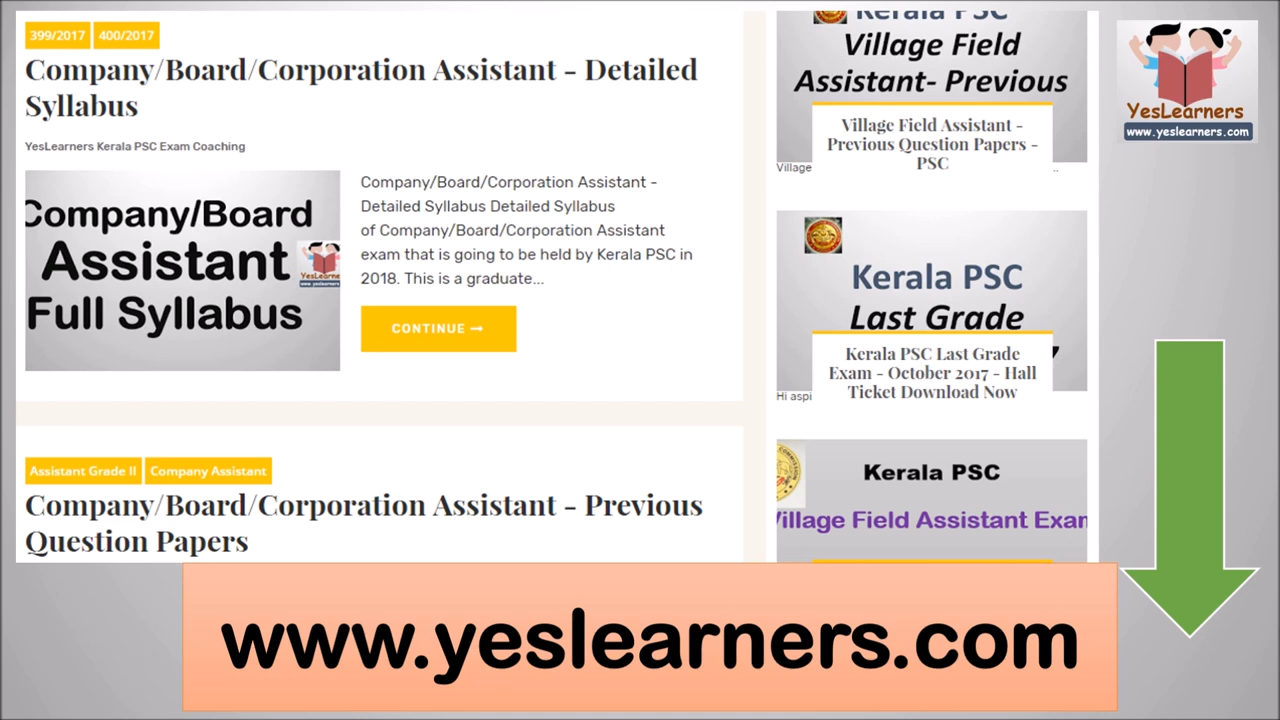 399/2017 400/2017
Company/Board/Corporation Assistant - Detailed
Syllabus
YesLearners Kerala PSC Exam Coaching
Company/Board
Assistant
Full Syllabus
YesLearne
Company/Board/Corporation Assistant -
Detailed Syllabus Detailed Syllabus
of Company/Board/Corporation Assistant
exam that is going to be held by Kerala PSC in
2018. This is a graduate...
CONTINUE
Assistant Grade II Company Assistant
Company/Board/Corporation Assistant - Previous
Question Papers
Kerala PSC
Village Field
Assistant- Previous
Village Field Assistant -
Previous Question Papers -
PSC
Village ..
Kerala PSC
Last Grade
Kerala PSC Last Grade
Exam - October 2017 - Hall
Ticket Download Now
Hi aspi
Kerala PSC
Village Field Assistant Exam
YesLearners
www.yeslearners.com
www.yeslearners.com